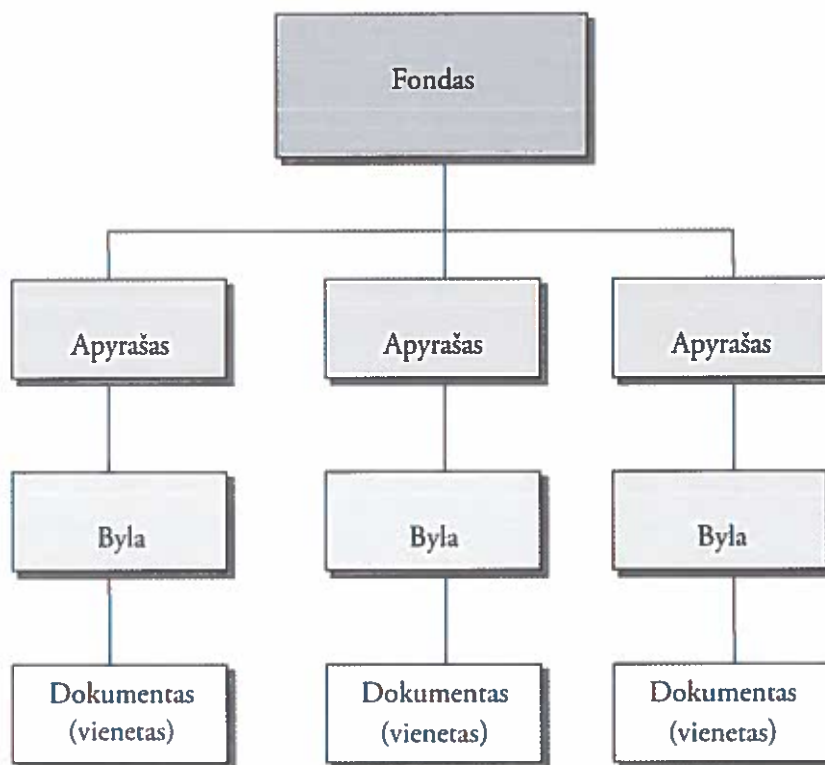 Fondas
Apyrašas
Apyrašas
Apyrašas
Byla
Byla
Byla
Dokumentas
(vienetas)
Dokumentas
(vienetas)
Dokumentas
(vienetas)